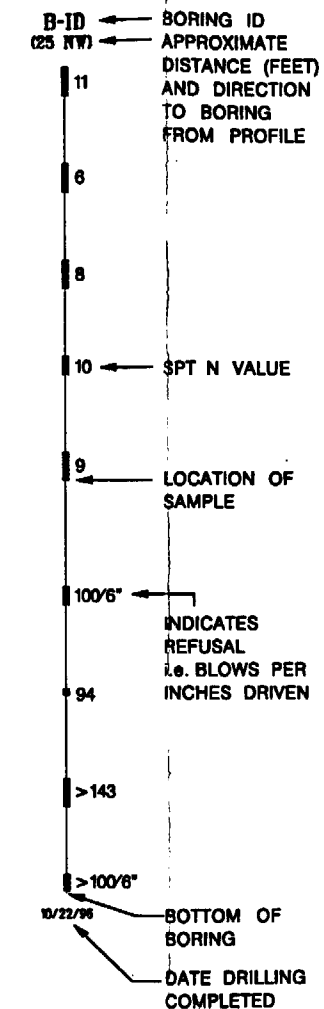 B-ID BORING ID
(25 NW) APPROXIMATE
DISTANCE (FEET)
AND DIRECTION
TO BORING
FROM PROFILE
11
6
8
10 SPT N VALUE
9
LOCATION OF
SAMPLE
100/6"
INDICATES
REFUSAL
i.e. BLOWS PER
INCHES DRIVEN
94
>143
>100/6"
10/22/96
BOTTOM OF
BORING
DATE DRILLING
COMPLETED